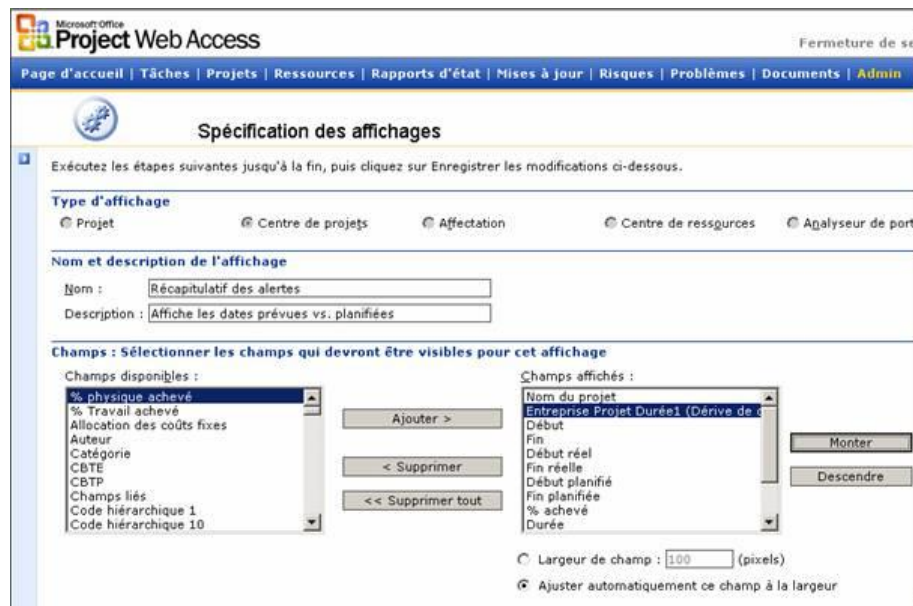 Microsoft Office
Project Web Access
Fermeture de se
Page d'accueil | Tâches | Projets | Ressources | Rapports d'état | Mises à jour | Risques | Problèmes | Documents | Admin
Spécification des affichages
Exécutez les étapes suivantes jusqu'à la fin, puis cliquez sur Enregistrer les modifications ci-dessous.
Type d'affichage
Projet
Centre de projets
Affectation
Centre de ressources
Analyseur de port
Nom et description de l'affichage
Nom : Récapitulatif des alertes
Description : Affiche les dates prévues vs. planifiées
Champs : Sélectionner les champs qui devront être visibles pour cet affichage
Champs disponibles :
% physique achevé
% Travail achevé
Allocation des coûts fixes
Auteur
Catégorie
CBTE
CBTP
Champs liés
Code hiérarchique 1
Code hiérarchique 10
Ajouter >
< Supprimer
<< Supprimer tout
Champs affichés :
Nom du projet
Entreprise Projet Durée1 (Dérive de d
Début
Fin
Début réel
Fin réelle
Début planifié
Fin planifiée
% achevé
Durée
Monter
Descendre
Largeur de champ : 100 (pixels)
Ajuster automatiquement ce champ à la largeur